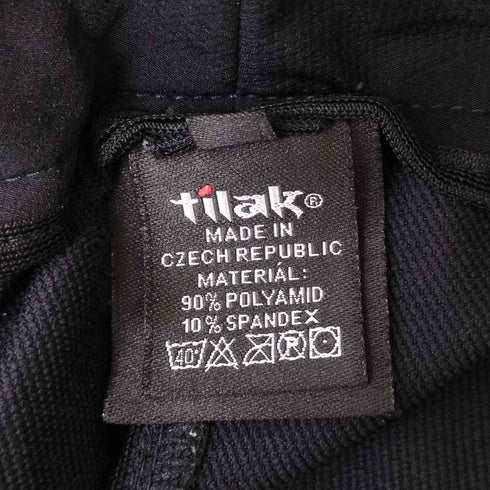 tilak®
MADE IN
CZECH REPUBLIC
MATERIAL:
90% POLYAMID
10% SPANDEX
40° R